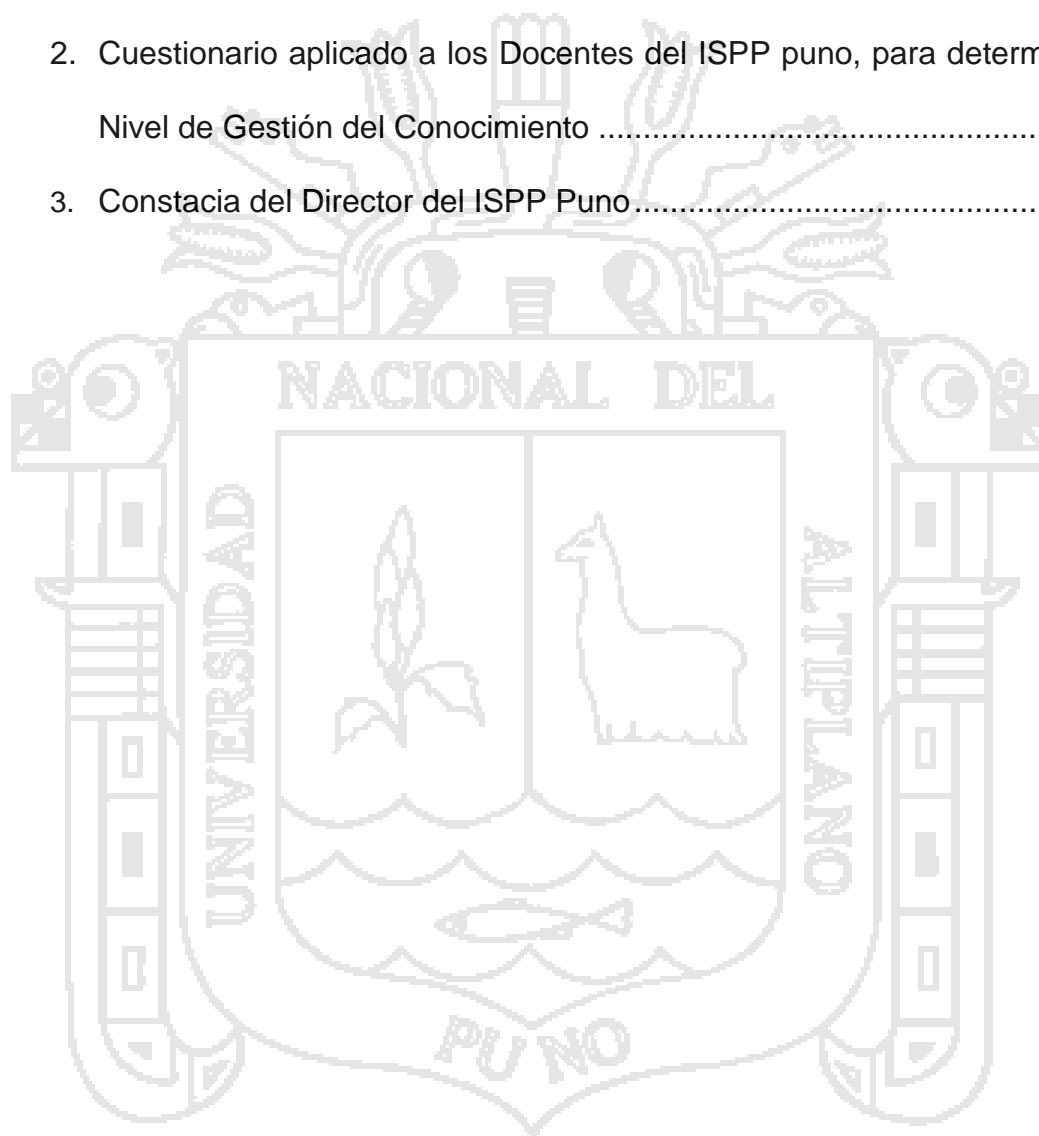 2. Cuestionario aplicado a los Docentes del ISPP puno, para determ
Nivel de Gestión del Conocimiento ................................................
3. Constacia del Director del ISPP Puno............................................
NACIONAL DEL
UNIVERSIDAD
ALTIPLANO
PUNO